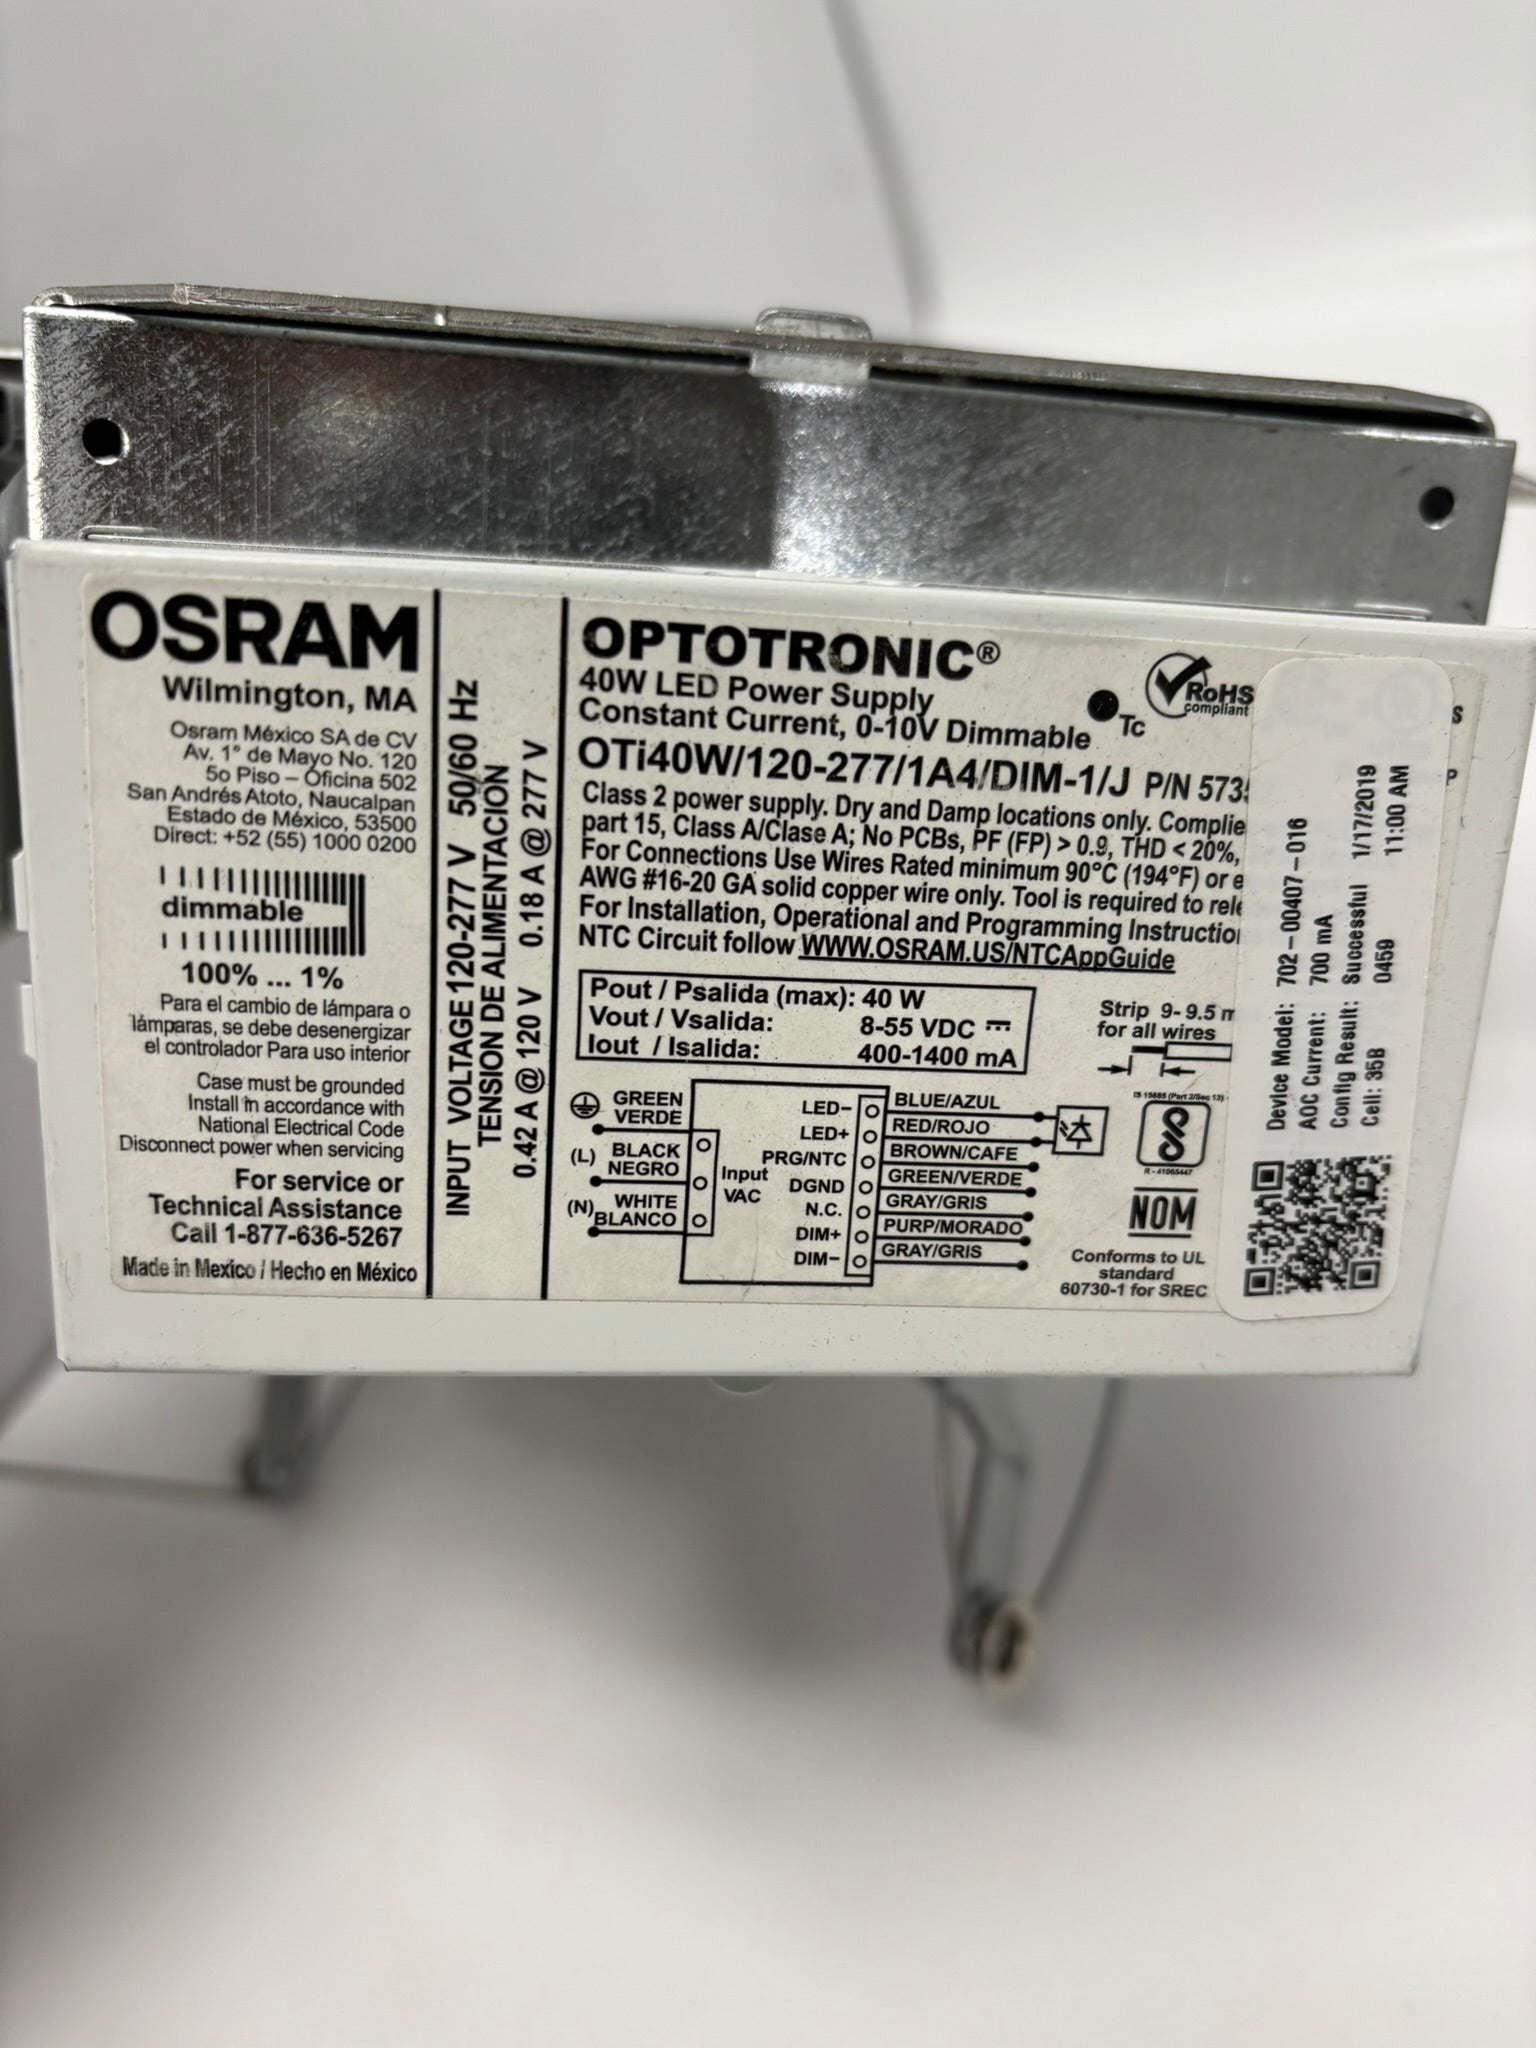 OSRAM
Wilmington, MA
Osram México SA de CV
Av. 1° de Mayo No. 120
5o Piso – Oficina 502
San Andrés Atoto, Naucalpan
Estado de México, 53500
Direct: +52 (55) 1000 0200
dimmable
100% ... 1%
Para el cambio de lámpara o
lámparas, se debe desenergizar
el controlador Para uso interior
Case must be grounded
Install in accordance with
National Electrical Code
Disconnect power when servicing
For service or
Technical Assistance
Call 1-877-636-5267
Made in Mexico / Hecho en México
INPUT VOLTAGE 120-277 V 50/60 Hz
TENSION DE ALIMENTACION
0.42 A @ 120 V 0.18 A @ 277 V
OPTOTRONIC®
40W LED Power Supply
Constant Current, 0-10V Dimmable
Tc
RoHS
compliant
OTi40W/120-277/1A4/DIM-1/J P/N 573
Class 2 power supply. Dry and Damp locations only. Complie
part 15, Class A/Clase A; No PCBs, PF (FP) > 0.9, THD < 20%,
For Connections Use Wires Rated minimum 90°C (194°F) or
AWG #16-20 GA solid copper wire only. Tool is required to rel
For Installation, Operational and Programming Instructio
NTC Circuit follow WWW.OSRAM.US/NTCAppGuide
Pout / Psalida (max): 40 W
Vout / Vsalida: 8-55 VDC
Iout / Isalida: 400-1400 mA
Strip 9- 9.5 m
for all wires
GREEN
VERDE
(L) BLACK
NEGRO
(N) WHITE
BLANCO
Input
VAC
LED– BLUE/AZUL
LED+ RED/ROJO
PRG/NTC BROWN/CAFE
DGND GREEN/VERDE
N.C. GRAY/GRIS
DIM+ PURP/MORADO
DIM– GRAY/GRIS
IS 15885 (Part 2/Sec 13)
R - 41065447
NOM
Conforms to UL
standard
60730-1 for SREC
Device Model: 702-00407-016
AOC Current: 700 mA
Config Result: Successful 1/17/2019
Cell: 35B 0459 11:00 AM
S
P